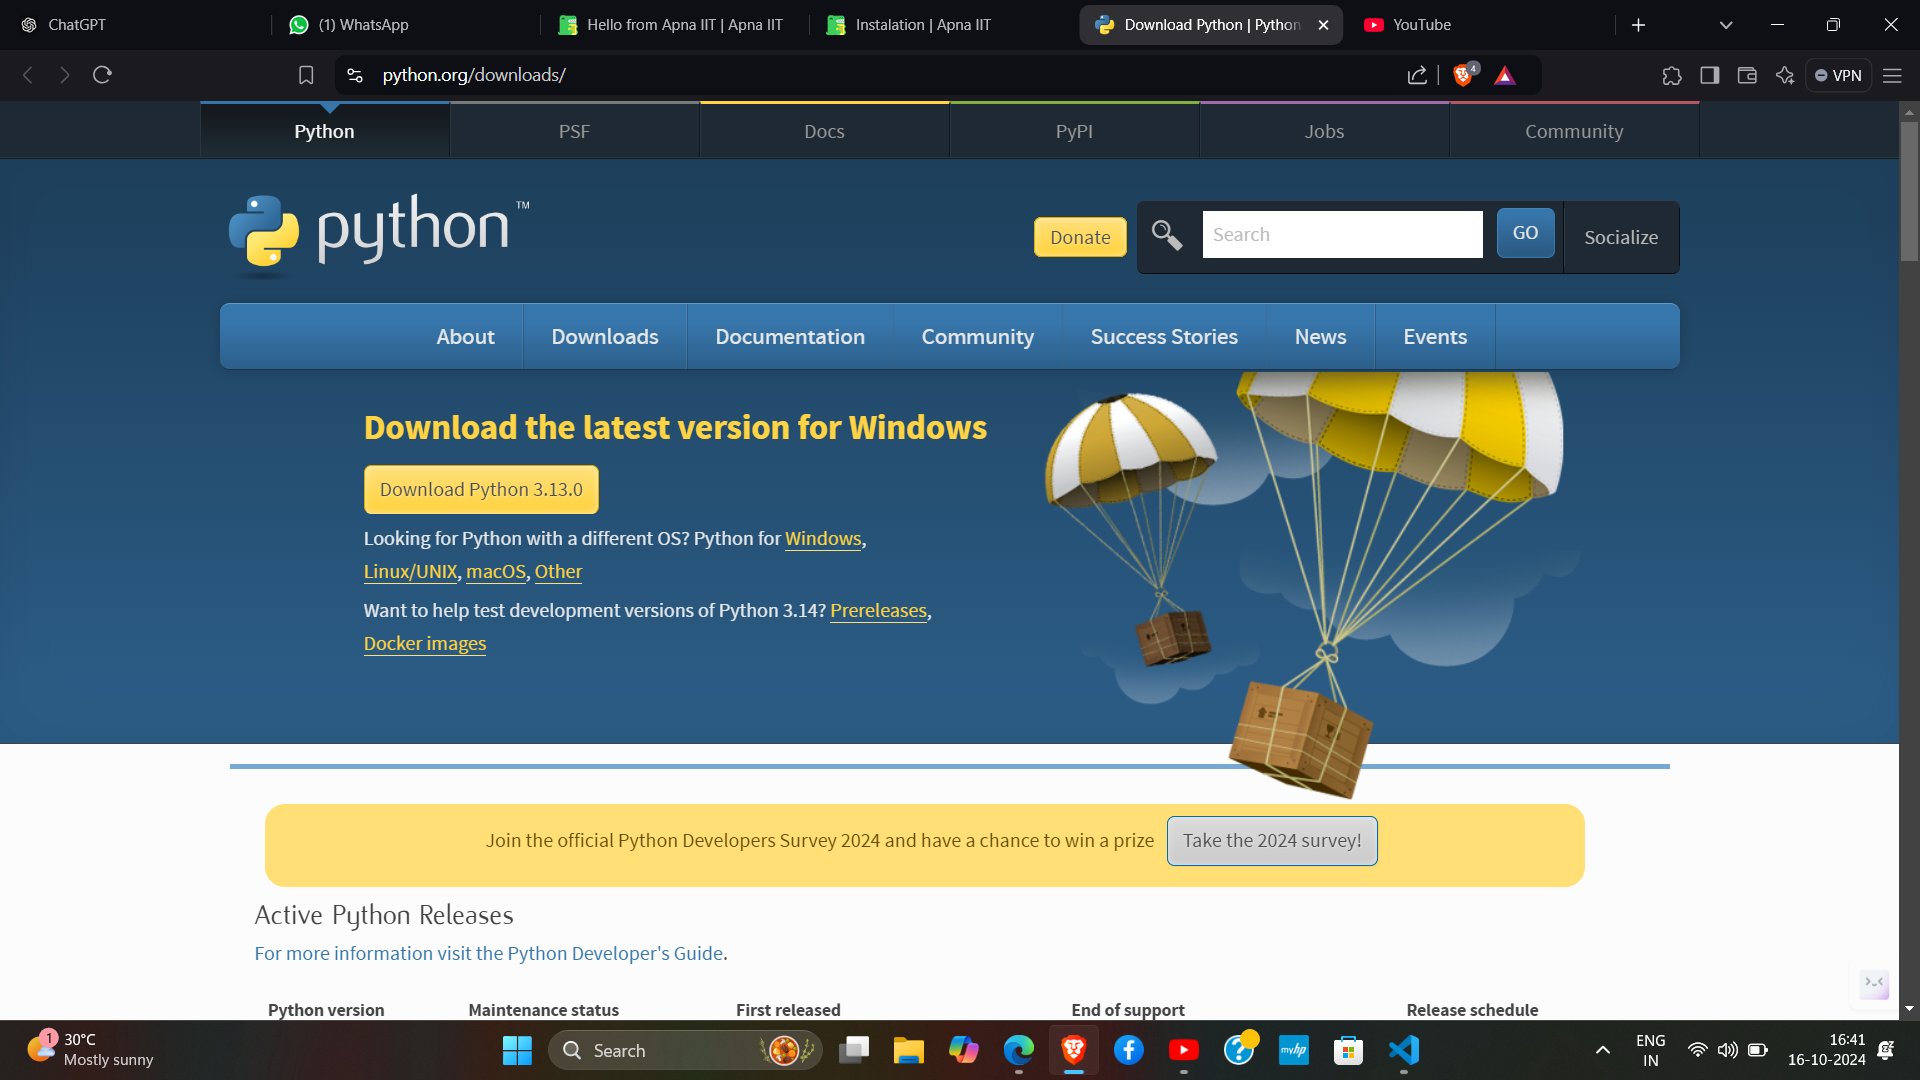 ChatGPT
(1) WhatsApp
Hello from Apna IIT | Apna IIT
Instalation | Apna IIT
Download Python | Python
YouTube
python.org/downloads/
4
VPN
Python
PSF
Docs
PyPI
Jobs
Community
python™
Donate
Search
GO
Socialize
About
Downloads
Documentation
Community
Success Stories
News
Events
Download the latest version for Windows
Download Python 3.13.0
Looking for Python with a different OS? Python for Windows,
Linux/UNIX, macOS, Other
Want to help test development versions of Python 3.14? Prereleases,
Docker images
Join the official Python Developers Survey 2024 and have a chance to win a prize
Take the 2024 survey!
Active Python Releases
For more information visit the Python Developer's Guide.
Python version
Maintenance status
First released
End of support
Release schedule
1
30°C
Mostly sunny
Search
myhp
ENG
IN
16:41
16-10-2024